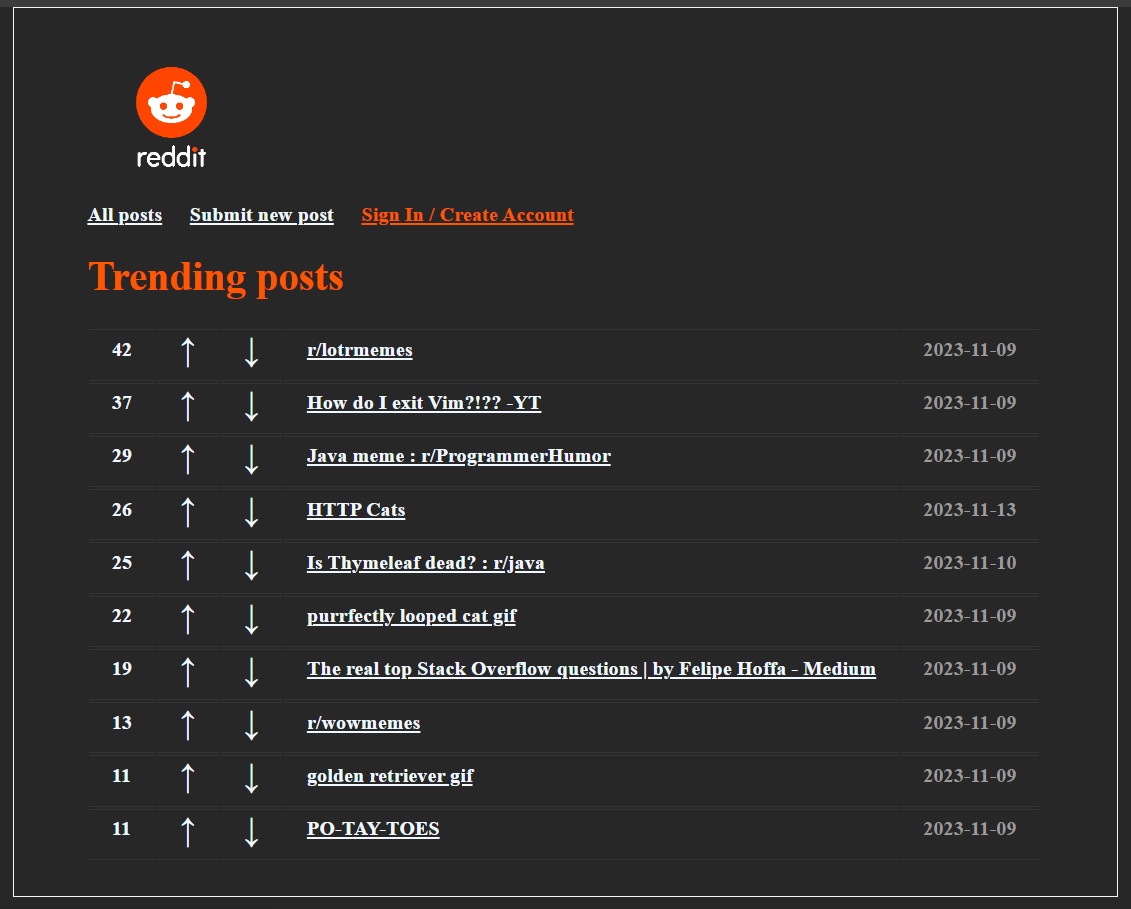 reddit
All posts Submit new post Sign In / Create Account
Trending posts
42 ↑ ↓ r/lotrmemes 2023-11-09
37 ↑ ↓ How do I exit Vim?!?? -YT 2023-11-09
29 ↑ ↓ Java meme : r/ProgrammerHumor 2023-11-09
26 ↑ ↓ HTTP Cats 2023-11-13
25 ↑ ↓ Is Thymeleaf dead? : r/java 2023-11-10
22 ↑ ↓ purrfectly looped cat gif 2023-11-09
19 ↑ ↓ The real top Stack Overflow questions | by Felipe Hoffa - Medium 2023-11-09
13 ↑ ↓ r/wowmemes 2023-11-09
11 ↑ ↓ golden retriever gif 2023-11-09
11 ↑ ↓ PO-TAY-TOES 2023-11-09